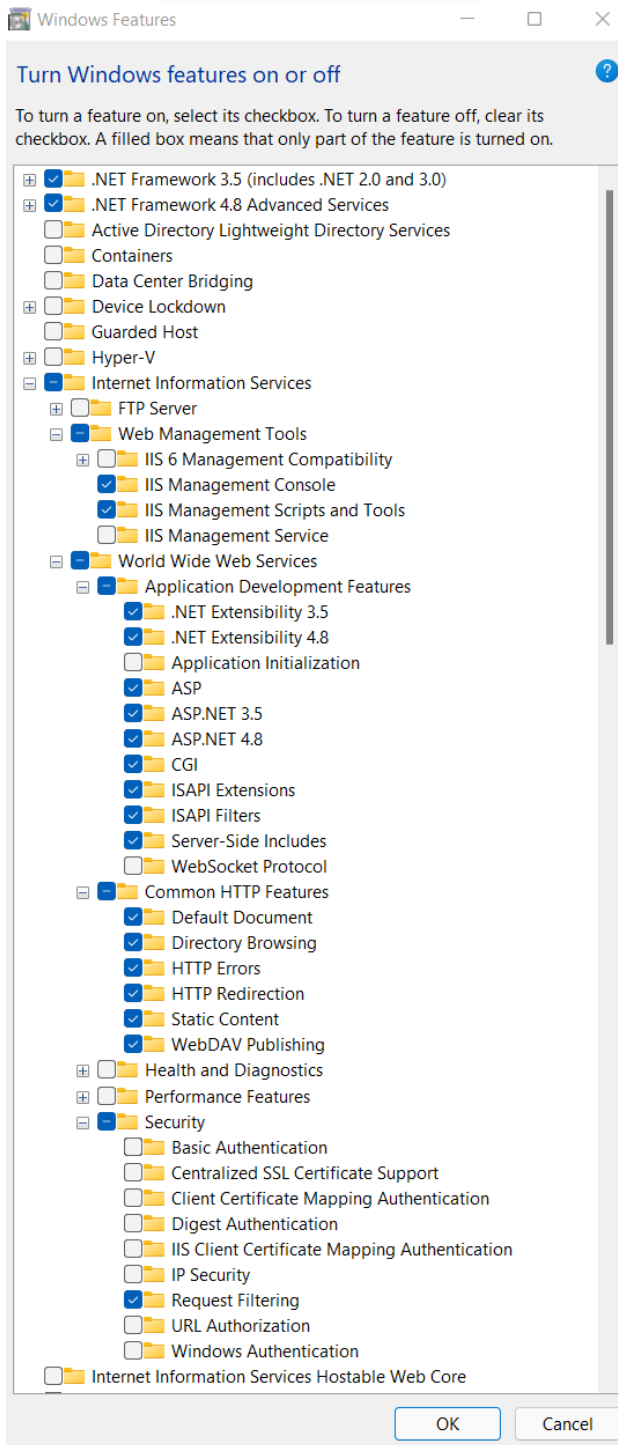 Windows Features
Turn Windows features on or off
?
To turn a feature on, select its checkbox. To turn a feature off, clear its
checkbox. A filled box means that only part of the feature is turned on.
.NET Framework 3.5 (includes .NET 2.0 and 3.0)
.NET Framework 4.8 Advanced Services
Active Directory Lightweight Directory Services
Containers
Data Center Bridging
Device Lockdown
Guarded Host
Hyper-V
Internet Information Services
FTP Server
Web Management Tools
IIS 6 Management Compatibility
IIS Management Console
IIS Management Scripts and Tools
IIS Management Service
World Wide Web Services
Application Development Features
.NET Extensibility 3.5
.NET Extensibility 4.8
Application Initialization
ASP
ASP.NET 3.5
ASP.NET 4.8
CGI
ISAPI Extensions
ISAPI Filters
Server-Side Includes
WebSocket Protocol
Common HTTP Features
Default Document
Directory Browsing
HTTP Errors
HTTP Redirection
Static Content
WebDAV Publishing
Health and Diagnostics
Performance Features
Security
Basic Authentication
Centralized SSL Certificate Support
Client Certificate Mapping Authentication
Digest Authentication
IIS Client Certificate Mapping Authentication
IP Security
Request Filtering
URL Authorization
Windows Authentication
Internet Information Services Hostable Web Core
OK Cancel